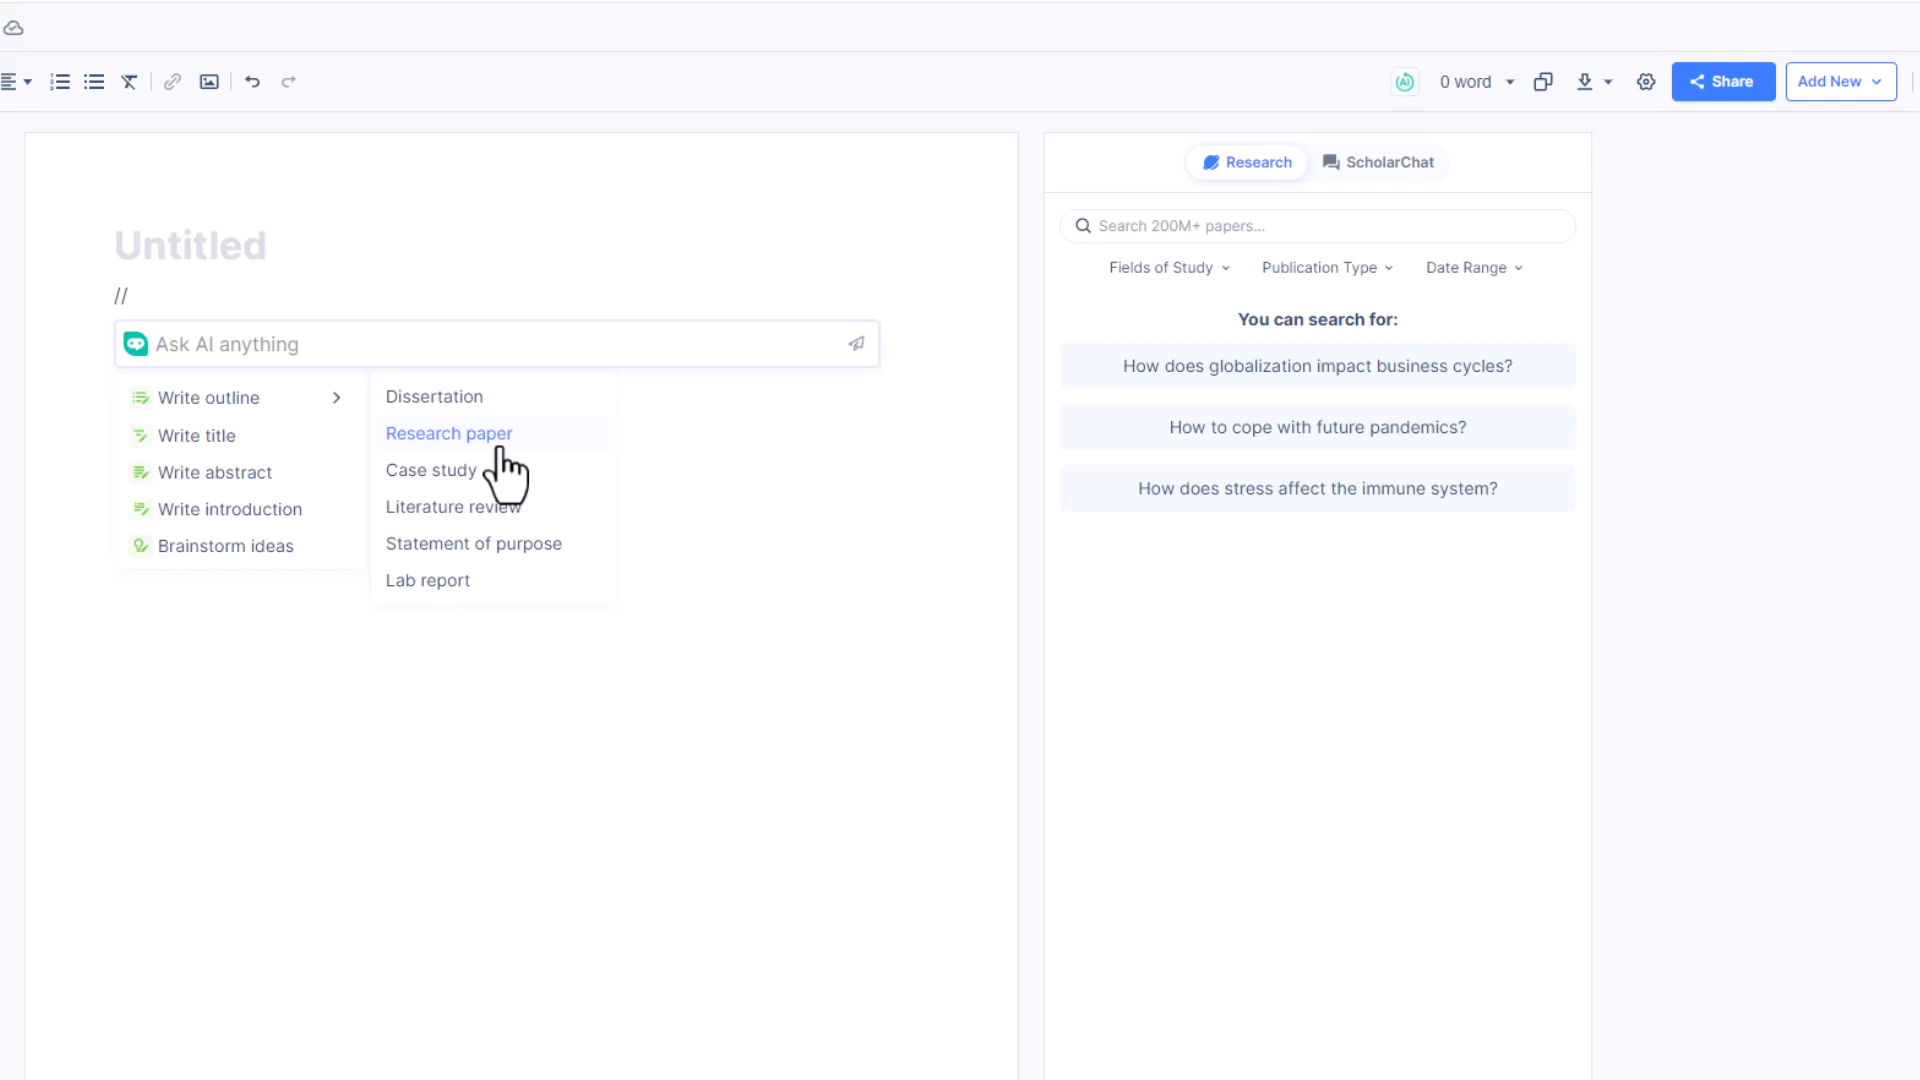 0 word
Share
Add New
Untitled
//
Ask AI anything
Write outline
Write title
Write abstract
Write introduction
Brainstorm ideas
Dissertation
Research paper
Case study
Literature review
Statement of purpose
Lab report
Research
ScholarChat
Search 200M+ papers...
Fields of Study
Publication Type
Date Range
You can search for:
How does globalization impact business cycles?
How to cope with future pandemics?
How does stress affect the immune system?